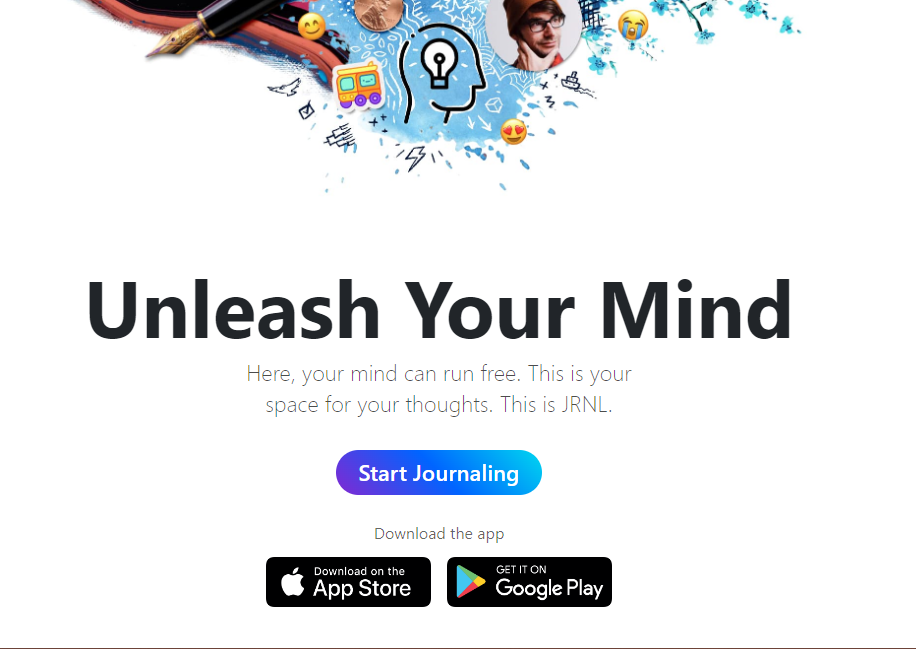 Unleash Your Mind
Here, your mind can run free. This is your
space for your thoughts. This is JRNL.
Start Journaling
Download the app
Download on the
App Store
GET IT ON
Google Play